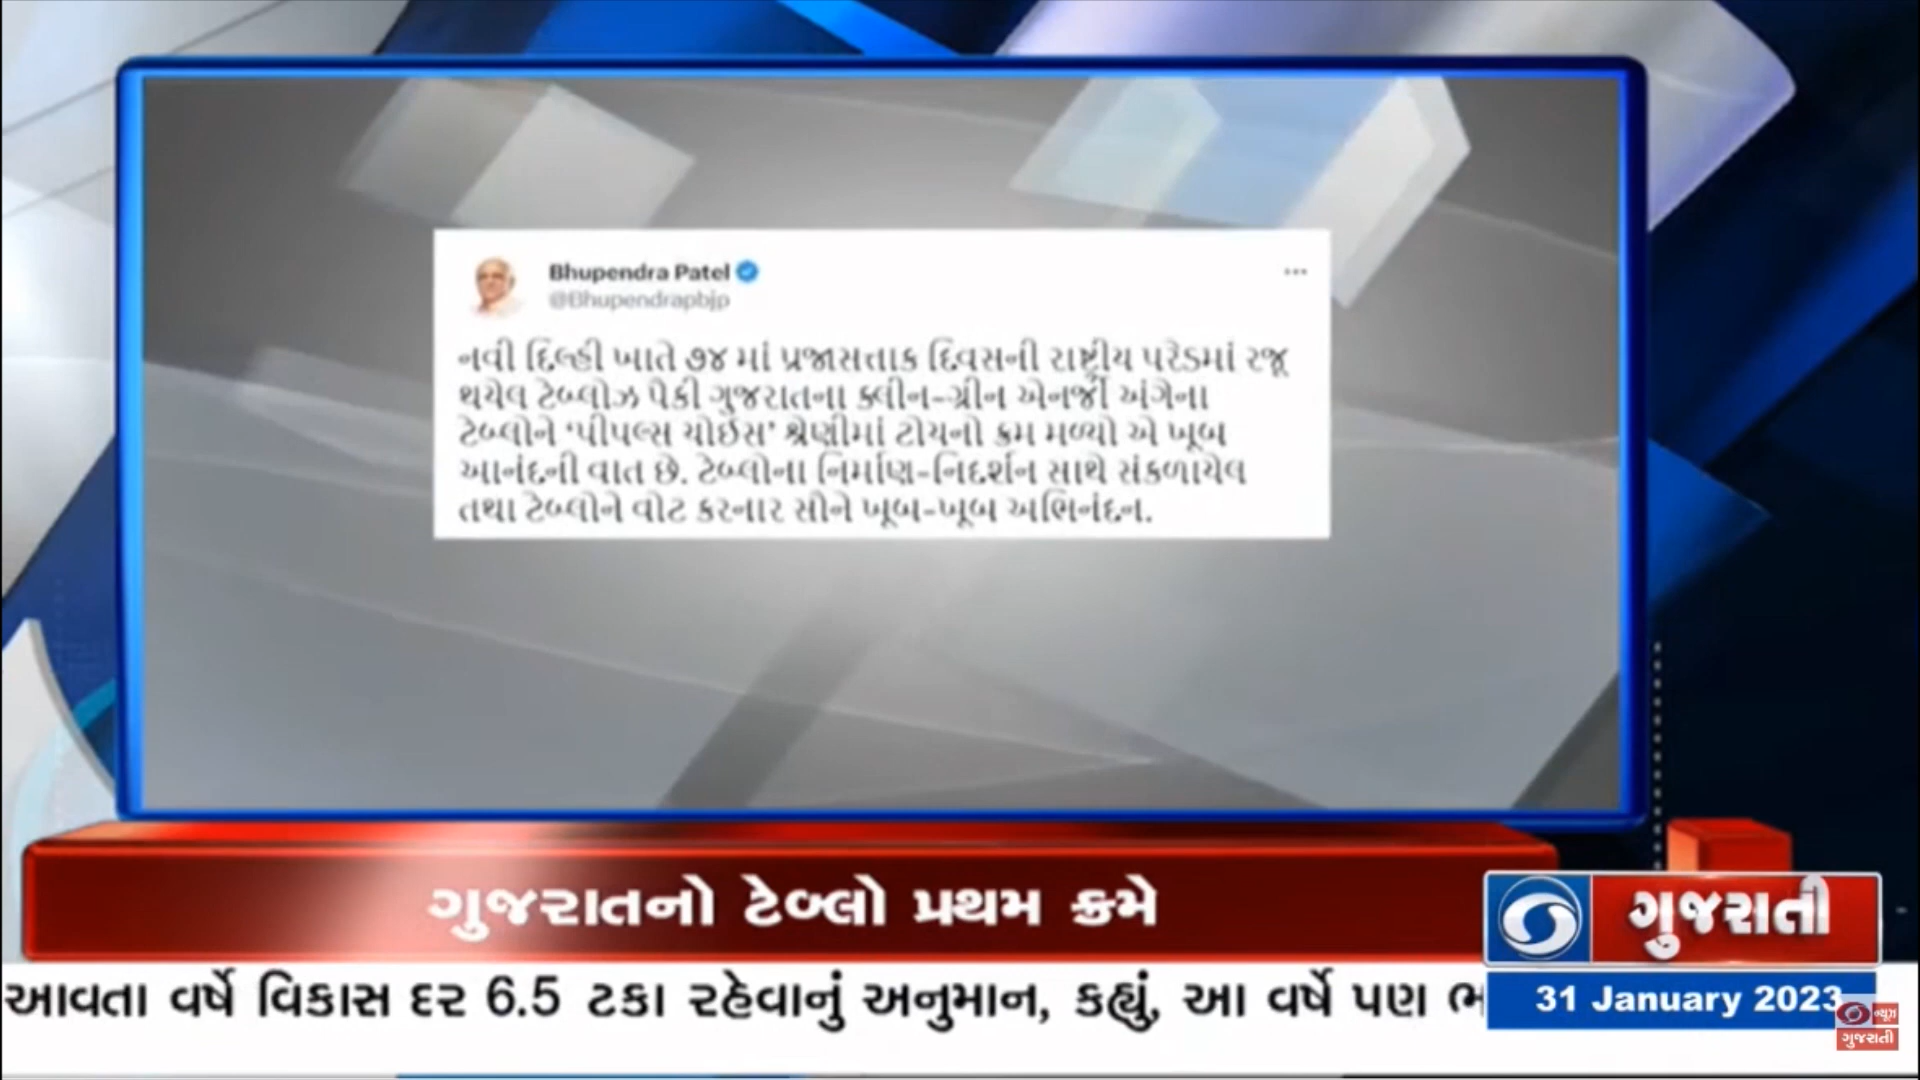 Bhupendra Patel
@Bhupendrapbjp
નવી દિલ્હી ખાતે ૭૪ માં પ્રજાસત્તાક દિવસની રાષ્ટ્રીય પરેડમાં રજૂ
થયેલ ટેબ્લોઝ પૈકી ગુજરાતના ક્લીન-ગ્રીન એનર્જી અંગેના
ટેબ્લોને ‘પીપલ્સ ચોઈસ’ શ્રેણીમાં ટોચનો ક્રમ મળ્યો એ ખૂબ
આનંદની વાત છે. ટેબ્લોના નિર્માણ-નિદર્શન સાથે સંકળાયેલ
તથા ટેબ્લોને વોટ કરનાર સૌને ખૂબ-ખૂબ અભિનંદન.
ગુજરાતનો ટેબ્લો પ્રથમ ક્રમે
ગુજરાતી
આવતા વર્ષે વિકાસ દર 6.5 ટકા રહેવાનું અનુમાન, કહ્યું, આ વર્ષે પણ ભ
31 January 2023
ન્યૂઝ
ગુજરાતી